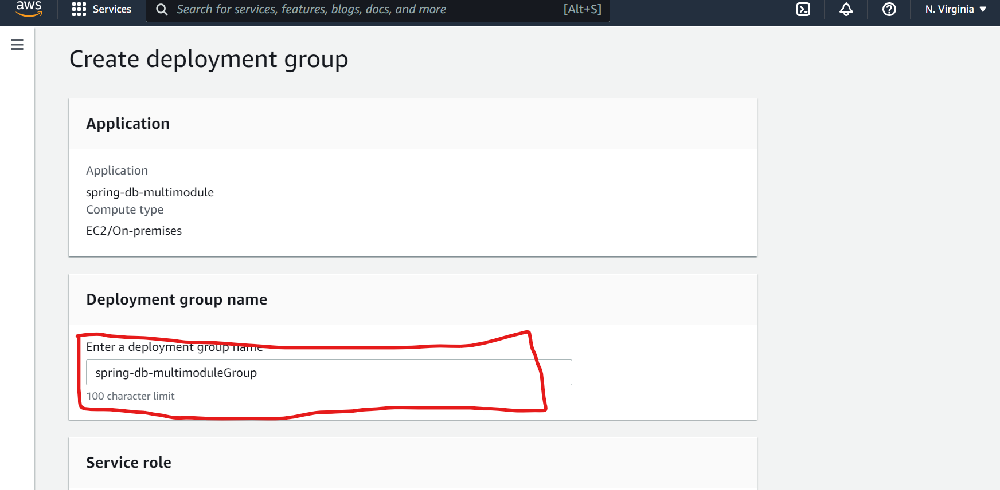 aws Services Search for services, features, blogs, docs, and more [Alt+S] N. Virginia
Create deployment group
Application
Application
spring-db-multimodule
Compute type
EC2/On-premises
Deployment group name
Enter a deployment group name
spring-db-multimoduleGroup
100 character limit
Service role